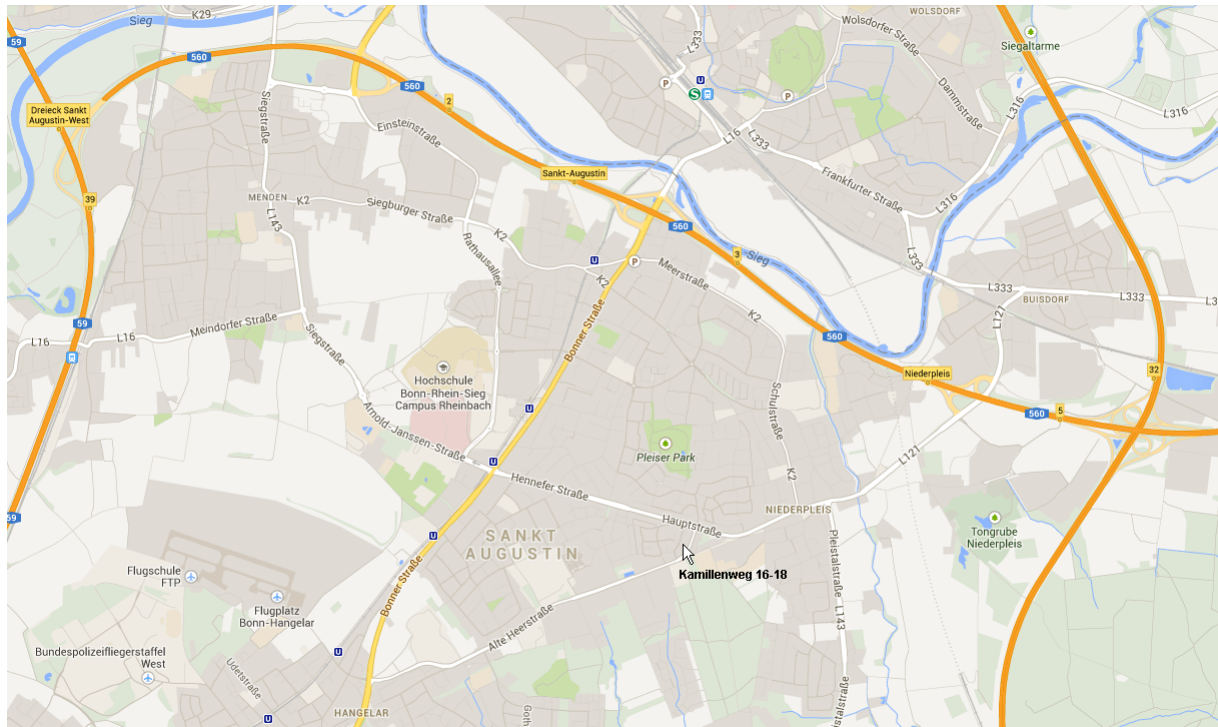 Sieg
K29
59
560
Siegstraße
L333
WOLSDORF
Wolsdorfer Straße
Siegaltarme
Dreieck Sankt
Augustin-West
560
2
Einsteinstraße
P
U
S
P
L16
L333
Dammstraße
L316
L316
39
MENDEN
K2
Siegburger Straße
Sankt-Augustin
Frankfurter Straße
L316
L143
Rathausallee
K2
560
3
Sieg
L333
U
P
K2
Meerstraße
K2
L333
BUISDORF
L333
L121
59
L16
L16
Meindorfer Straße
Siegstraße
Bonner Straße
560
Hochschule
Bonn-Rhein-Sieg
Campus Rheinbach
Niederpleis
32
Schulstraße
U
560
5
Arnold-Janssen-Straße
Pleiser Park
L121
U
K2
Hennefer Straße
Hauptstraße
NIEDERPLEIS
59
SANKT
AUGUSTIN
U
Tongrube
Niederpleis
Pleistalstraße
Kamillenweg 16-18
Flugschule
FTP
Flugplatz
Bonn-Hangelar
Bonner Straße
L143
Alte Heerstraße
Bundespolizeifliegerstaffel
West
U
Udetstraße
Pleistalstraße
U
HANGELAR
Goth